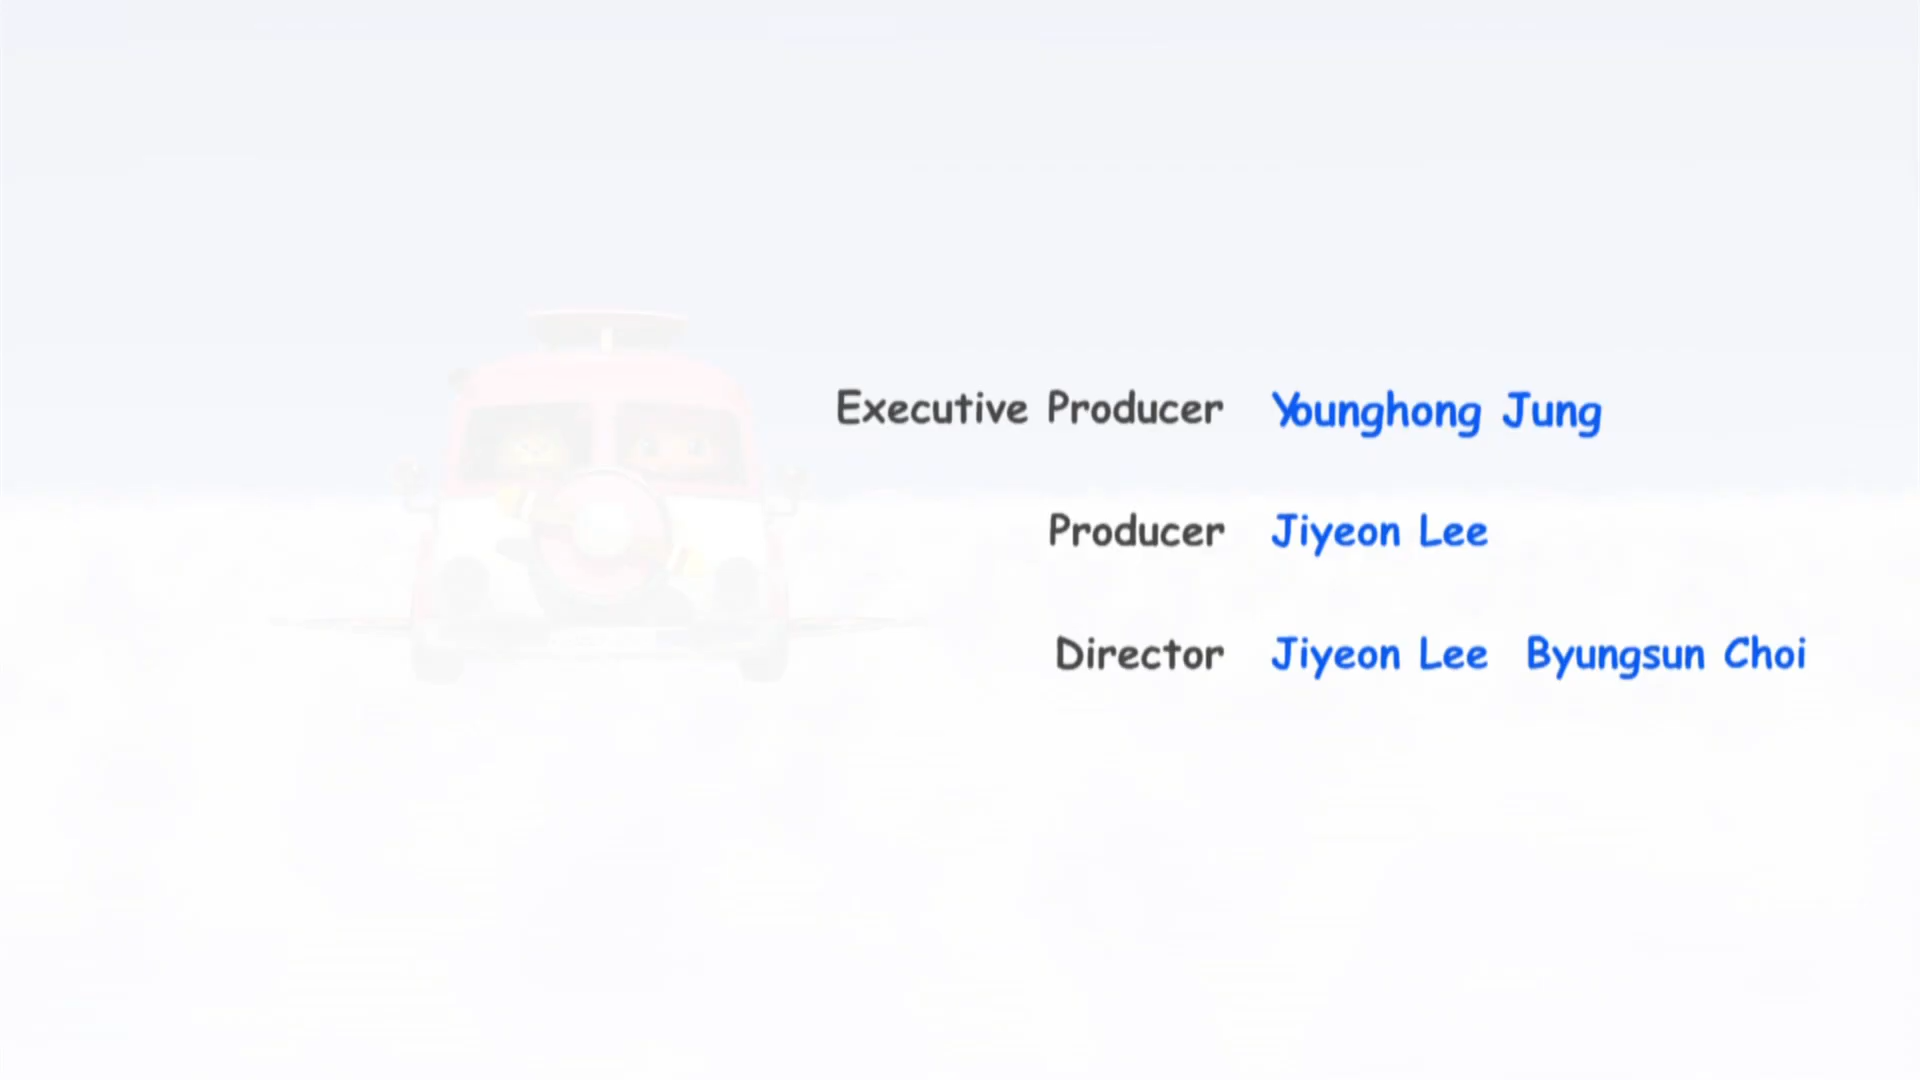 Executive Producer Younghong Jung
Producer Jiyeon Lee
Director Jiyeon Lee Byungsun Choi